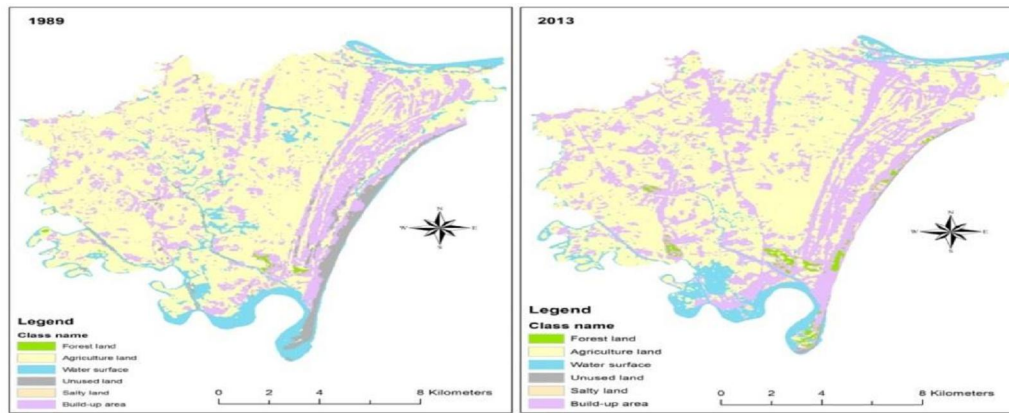 1989
N
W E
S
Legend
Class name
Forest land
Agriculture land
Water surface
Unused land
Salty land
Build-up area
0 2 4 8 Kilometers
2013
N
W E
S
Legend
Class name
Forest land
Agriculture land
Water surface
Unused land
Salty land
Build-up area
0 2 4 8 Kilometers